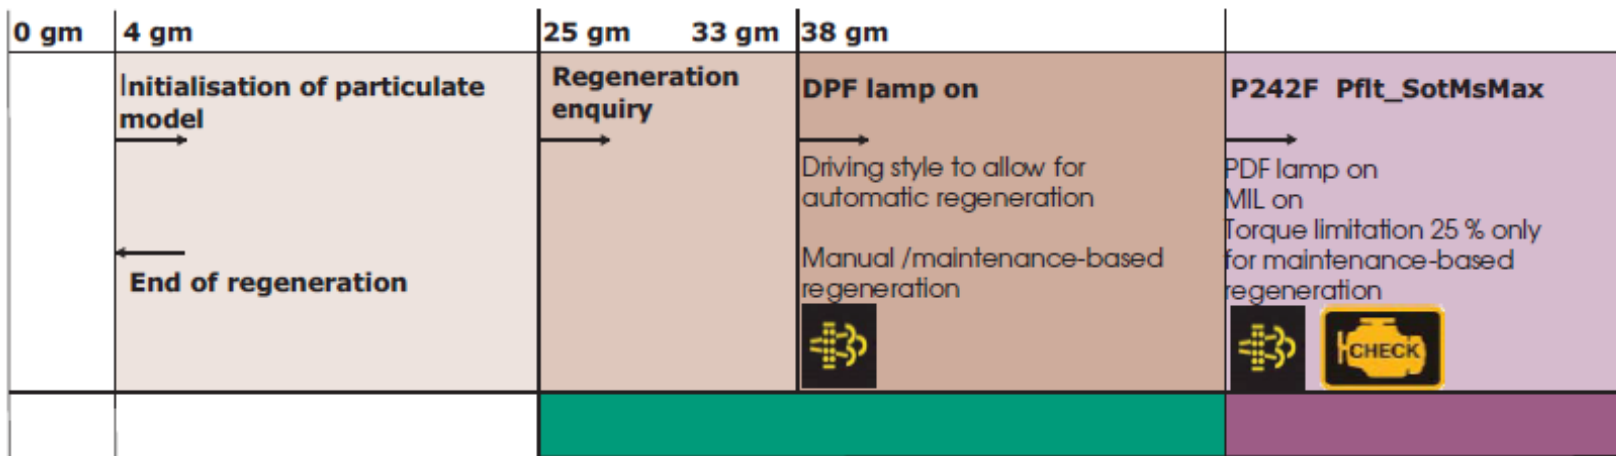 0 gm
4 gm
25 gm
33 gm
38 gm
Initialisation of particulate
model
End of regeneration
Regeneration
enquiry
DPF lamp on
Driving style to allow for
automatic regeneration
Manual /maintenance-based
regeneration
P242F Pflt_SotMsMax
PDF lamp on
MIL on
Torque limitation 25 % only
for maintenance-based
regeneration
CHECK